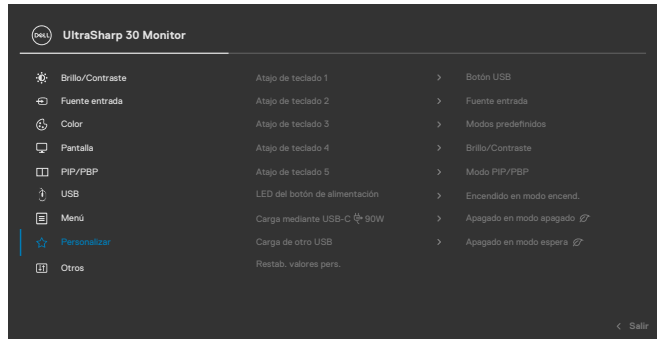 DELL UltraSharp 30 Monitor
Brillo/Contraste Atajo de teclado 1 > Botón USB
Fuente entrada Atajo de teclado 2 > Fuente entrada
Color Atajo de teclado 3 > Modos predefinidos
Pantalla Atajo de teclado 4 > Brillo/Contraste
PIP/PBP Atajo de teclado 5 > Modo PIP/PBP
USB LED del botón de alimentación > Encendido en modo encend.
Menú Carga mediante USB-C 90W > Apagado en modo apagado
Personalizar Carga de otro USB > Apagado en modo espera
Otros Restab. valores pers.
< Salir